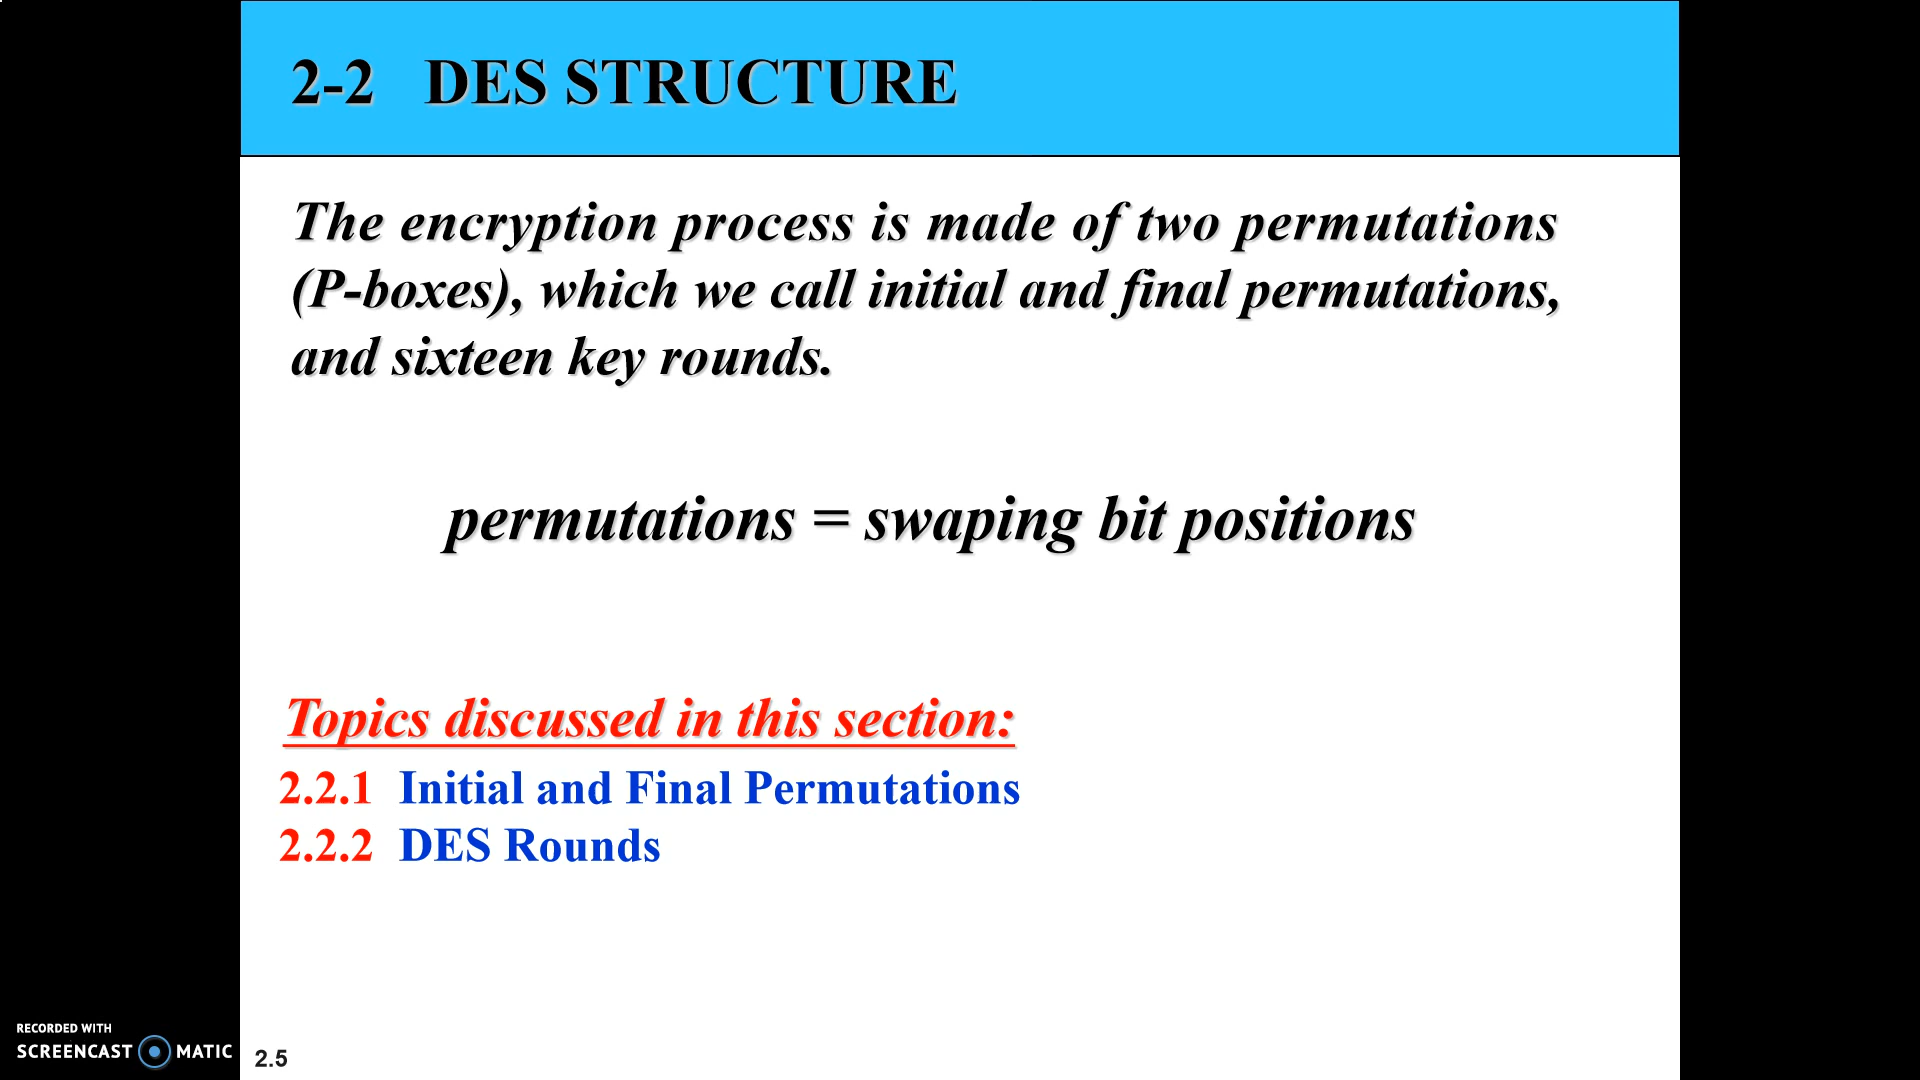 2-2 DES STRUCTURE
The encryption process is made of two permutations
(P-boxes), which we call initial and final permutations,
and sixteen key rounds.
permutations = swaping bit positions
Topics discussed in this section:
2.2.1 Initial and Final Permutations
2.2.2 DES Rounds
RECORDED WITH
SCREENCAST MATIC
2.5